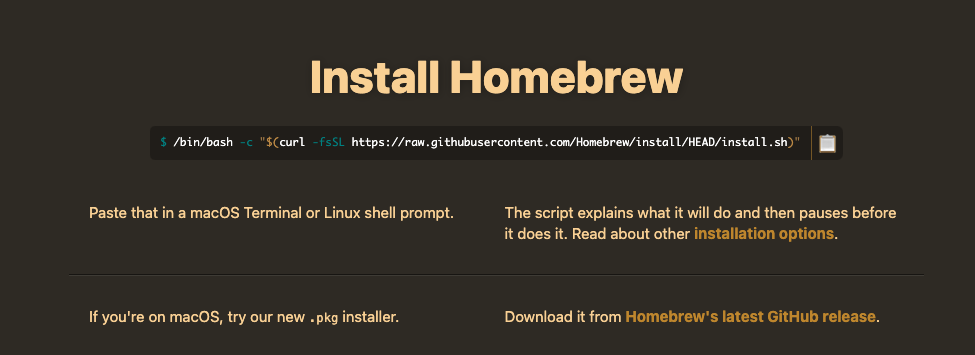 Install Homebrew
$ /bin/bash -c "$(curl -fsSL https://raw.githubusercontent.com/Homebrew/install/HEAD/install.sh)"
Paste that in a macOS Terminal or Linux shell prompt.
The script explains what it will do and then pauses before
it does it. Read about other installation options.
If you're on macOS, try our new .pkg installer.
Download it from Homebrew's latest GitHub release.